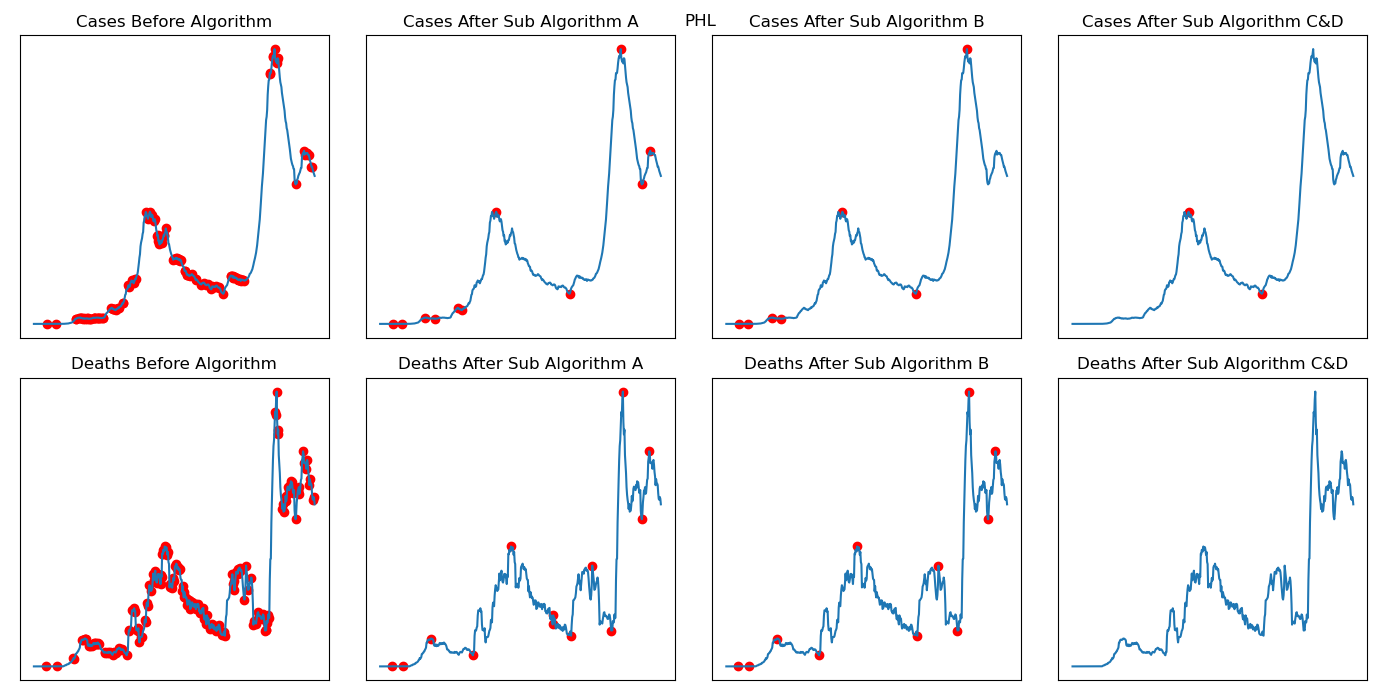 PHL
Cases Before Algorithm
Cases After Sub Algorithm A
Cases After Sub Algorithm B
Cases After Sub Algorithm C&D
Deaths Before Algorithm
Deaths After Sub Algorithm A
Deaths After Sub Algorithm B
Deaths After Sub Algorithm C&D